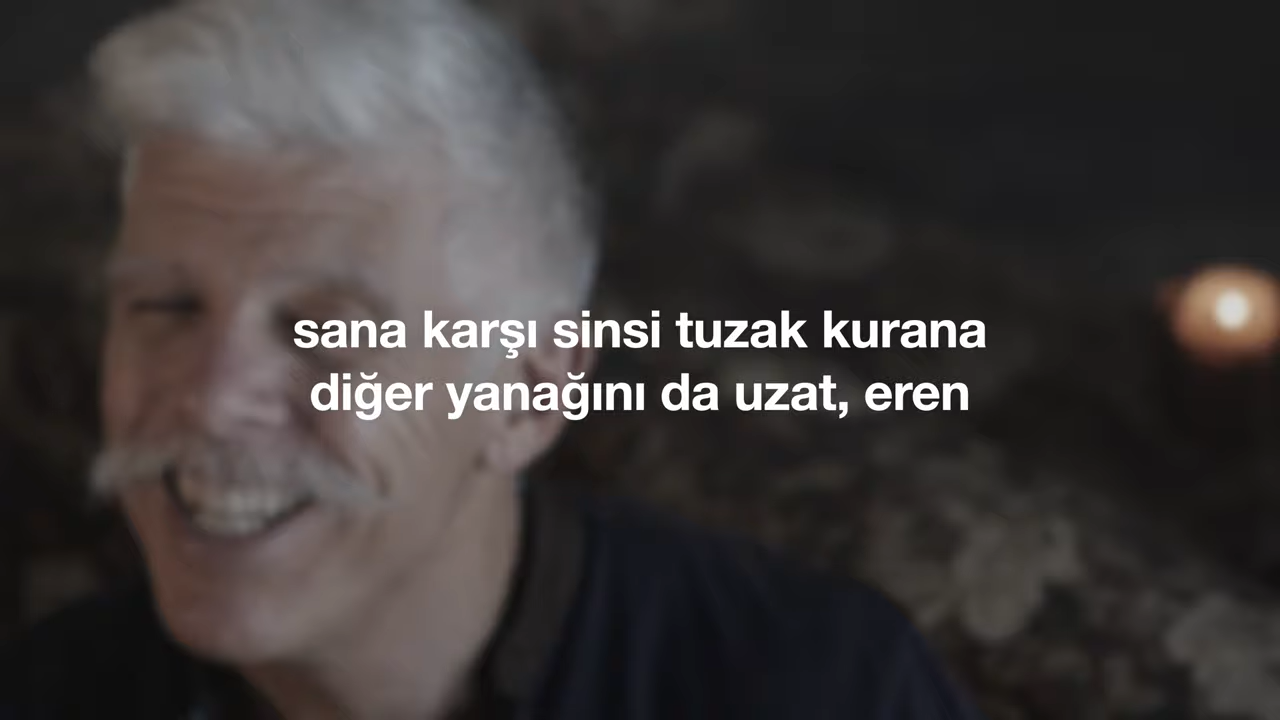 sana karşı sinsi tuzak kurana
diğer yanağını da uzat, eren